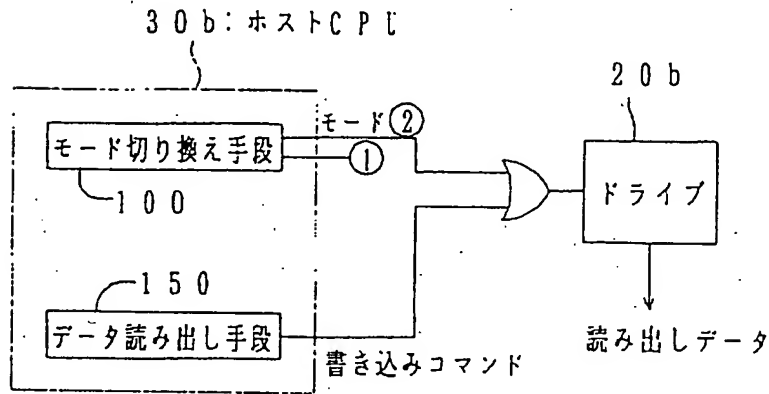 30b:ホストCPU
20b
モード②
モード切り換え手段
①
100
ドライブ
150
データ読み出し手段
書き込みコマンド
読み出しデータ